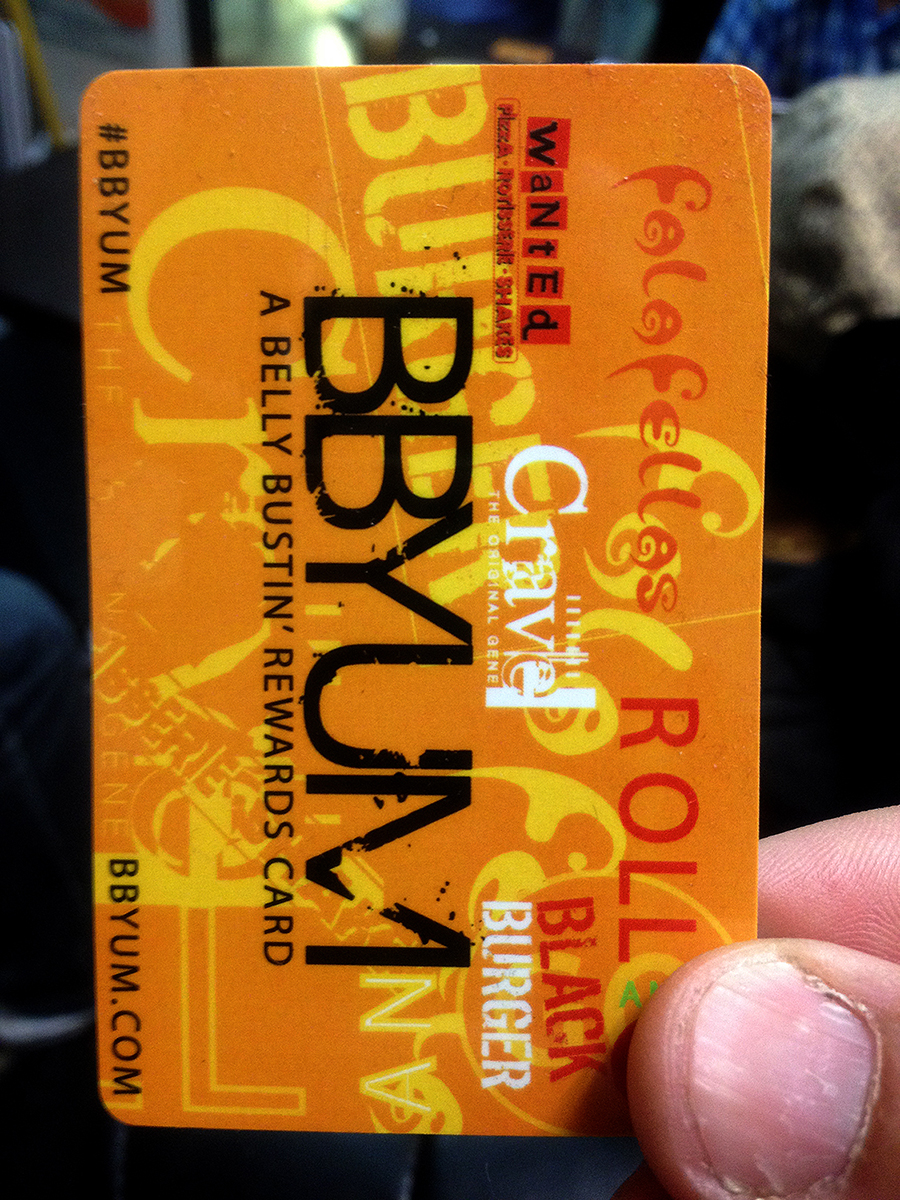 falafellos
ROLL
WaNtEd
PizzA · RotisseRiE · SHAKES
Crave
THE ORIGINAL GENE
BLACK
BURGER
BBYUM
A BELLY BUSTIN' REWARDS CARD
#BBYUM
BBYUM.COM